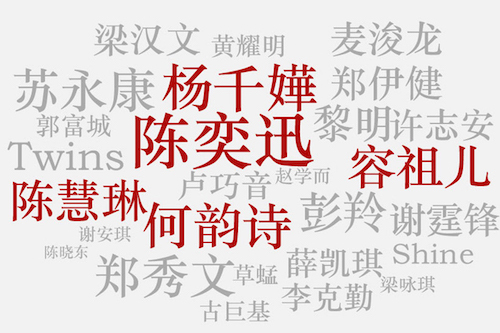 梁汉文 黄耀明 麦浚龙
苏永康 杨千嬅 郑伊健
郭富城 陈奕迅 黎明 许志安
Twins 卢巧音 赵学而 容祖儿
陈慧琳 何韵诗 彭羚 谢霆锋
谢安琪
陈晓东 郑秀文 草蜢 薛凯琪 Shine
古巨基 李克勤 梁咏琪